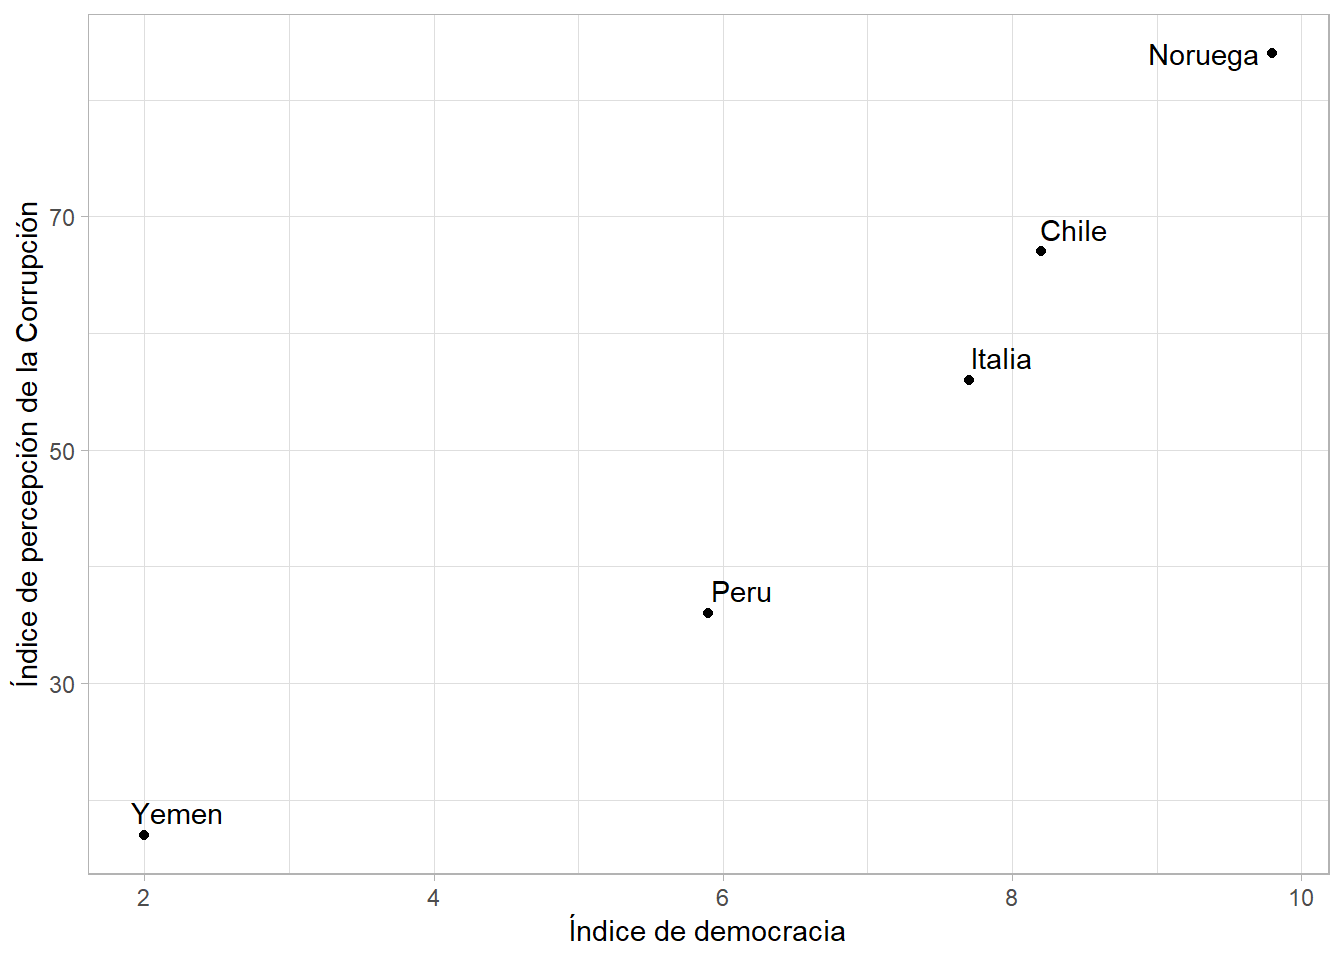 Noruega
Chile
Italia
Peru
Yemen
70
50
30
2
4
6
8
10
Índice de democracia
Índice de percepción de la Corrupción